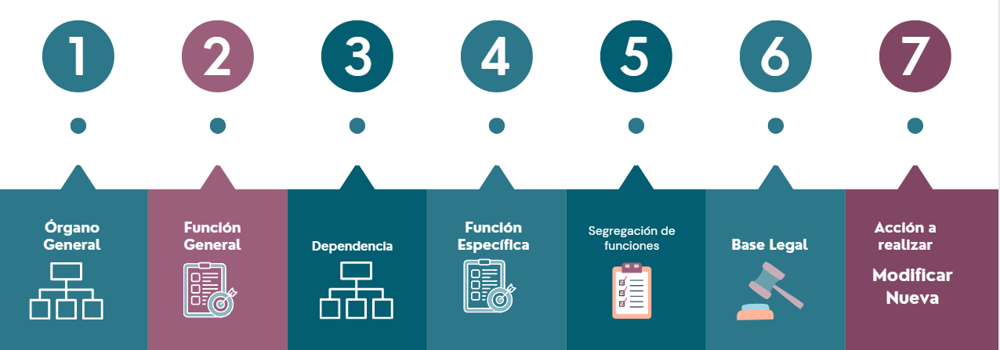 1
2
3
4
5
6
7
Órgano
General
Función
General
Dependencia
Función
Específica
Segregación de
funciones
Base Legal
Acción a
realizar
Modificar
Nueva